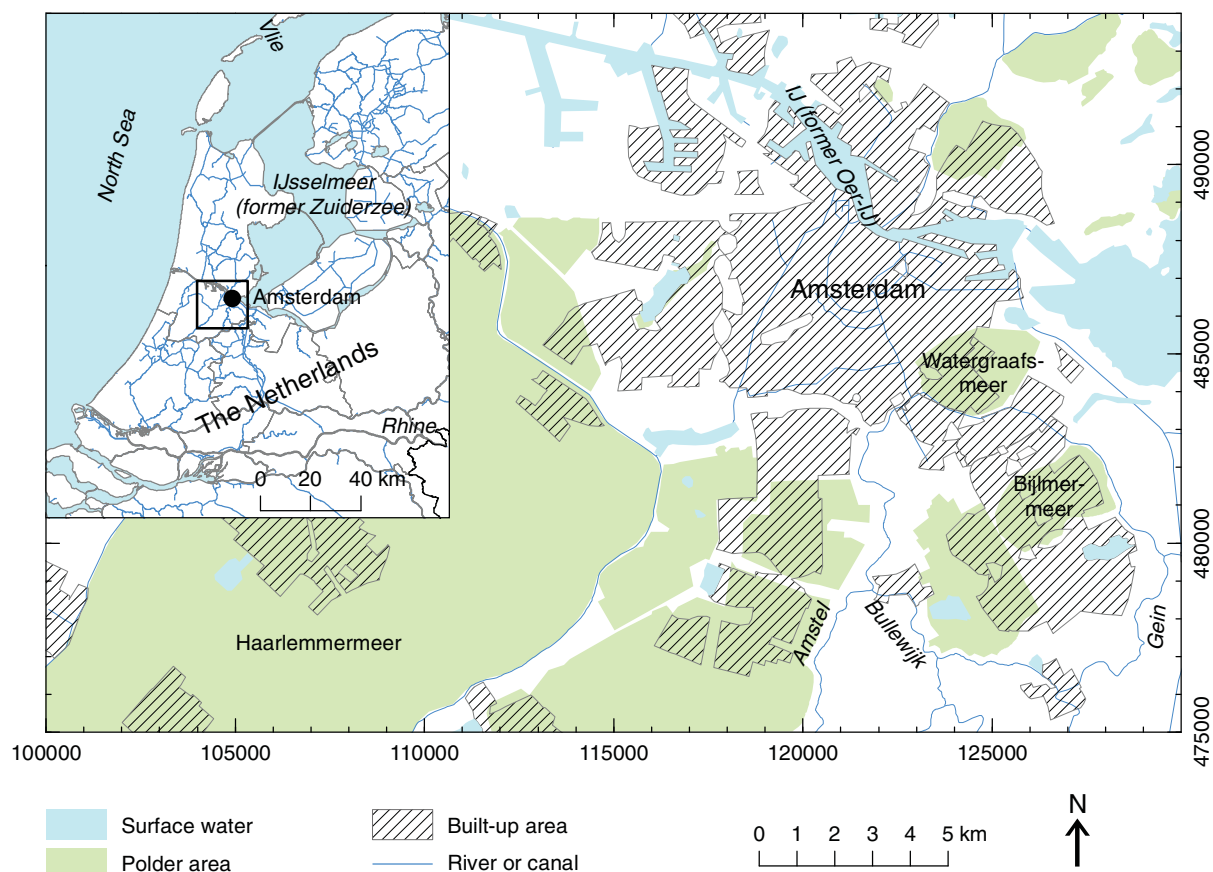 Vlie
North Sea
IJsselmeer
(former Zuiderzee)
Amsterdam
The Netherlands
Rhine
0 20 40 km
IJ (former Oer-IJ)
Amsterdam
Watergraafs-
meer
Bijlmer-
meer
Haarlemmermeer
Amstel
Bullewijk
Gein
490000
485000
480000
475000
100000 105000 110000 115000 120000 125000
Surface water
Polder area
Built-up area
River or canal
0 1 2 3 4 5 km
N